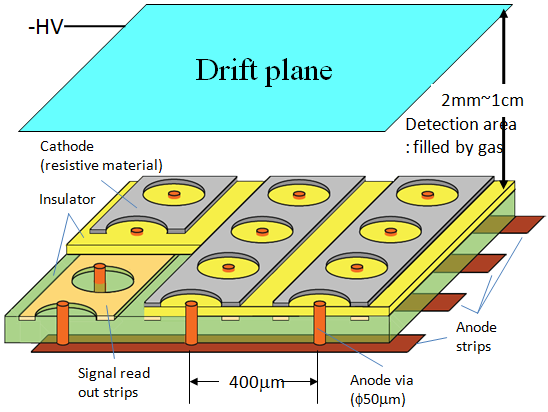 -HV
Drift plane
2mm~1cm
Detection area
: filled by gas
Cathode
(resistive material)
Insulator
Signal read
out strips
400μm
Anode via
(ϕ50μm)
Anode
strips